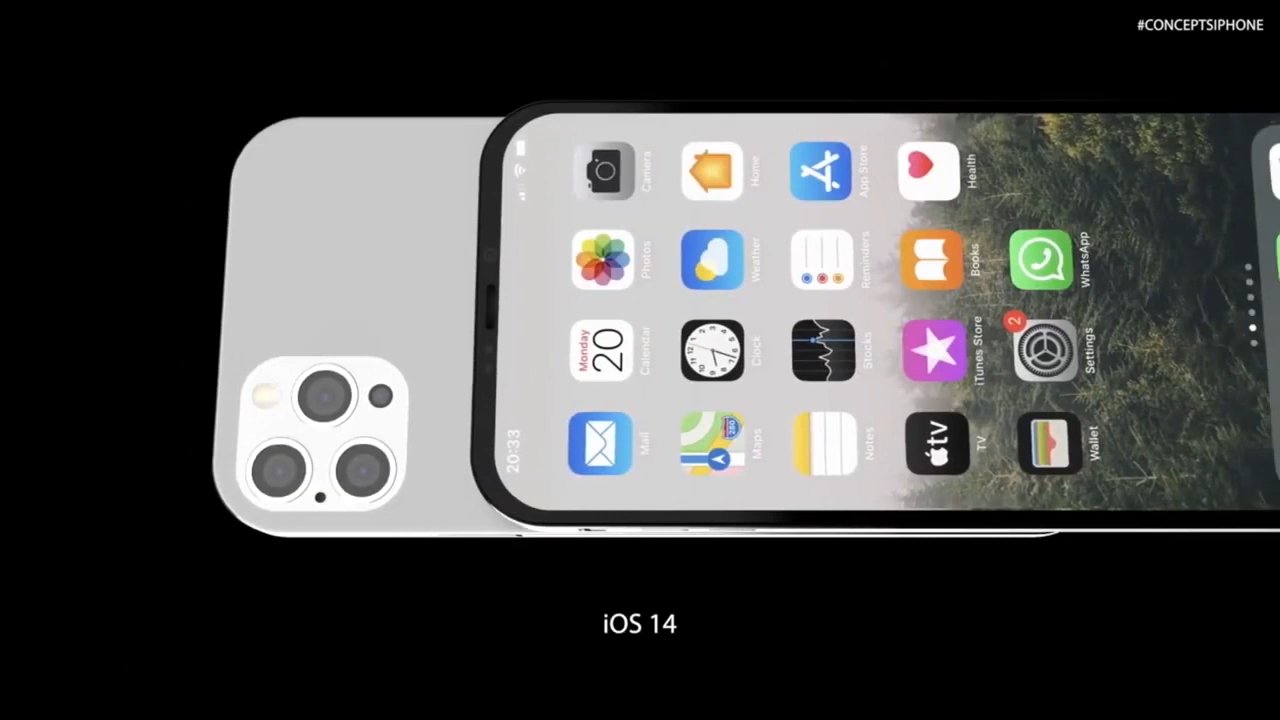 #CONCEPTSIPHONE
20:33
Mail
Calendar
Monday
20
Photos
Camera
Maps
280
Clock
Weather
Home
Notes
Stocks
Reminders
App Store
tv
TV
iTunes Store
Books
Health
Wallet
2
Settings
WhatsApp
iOS 14